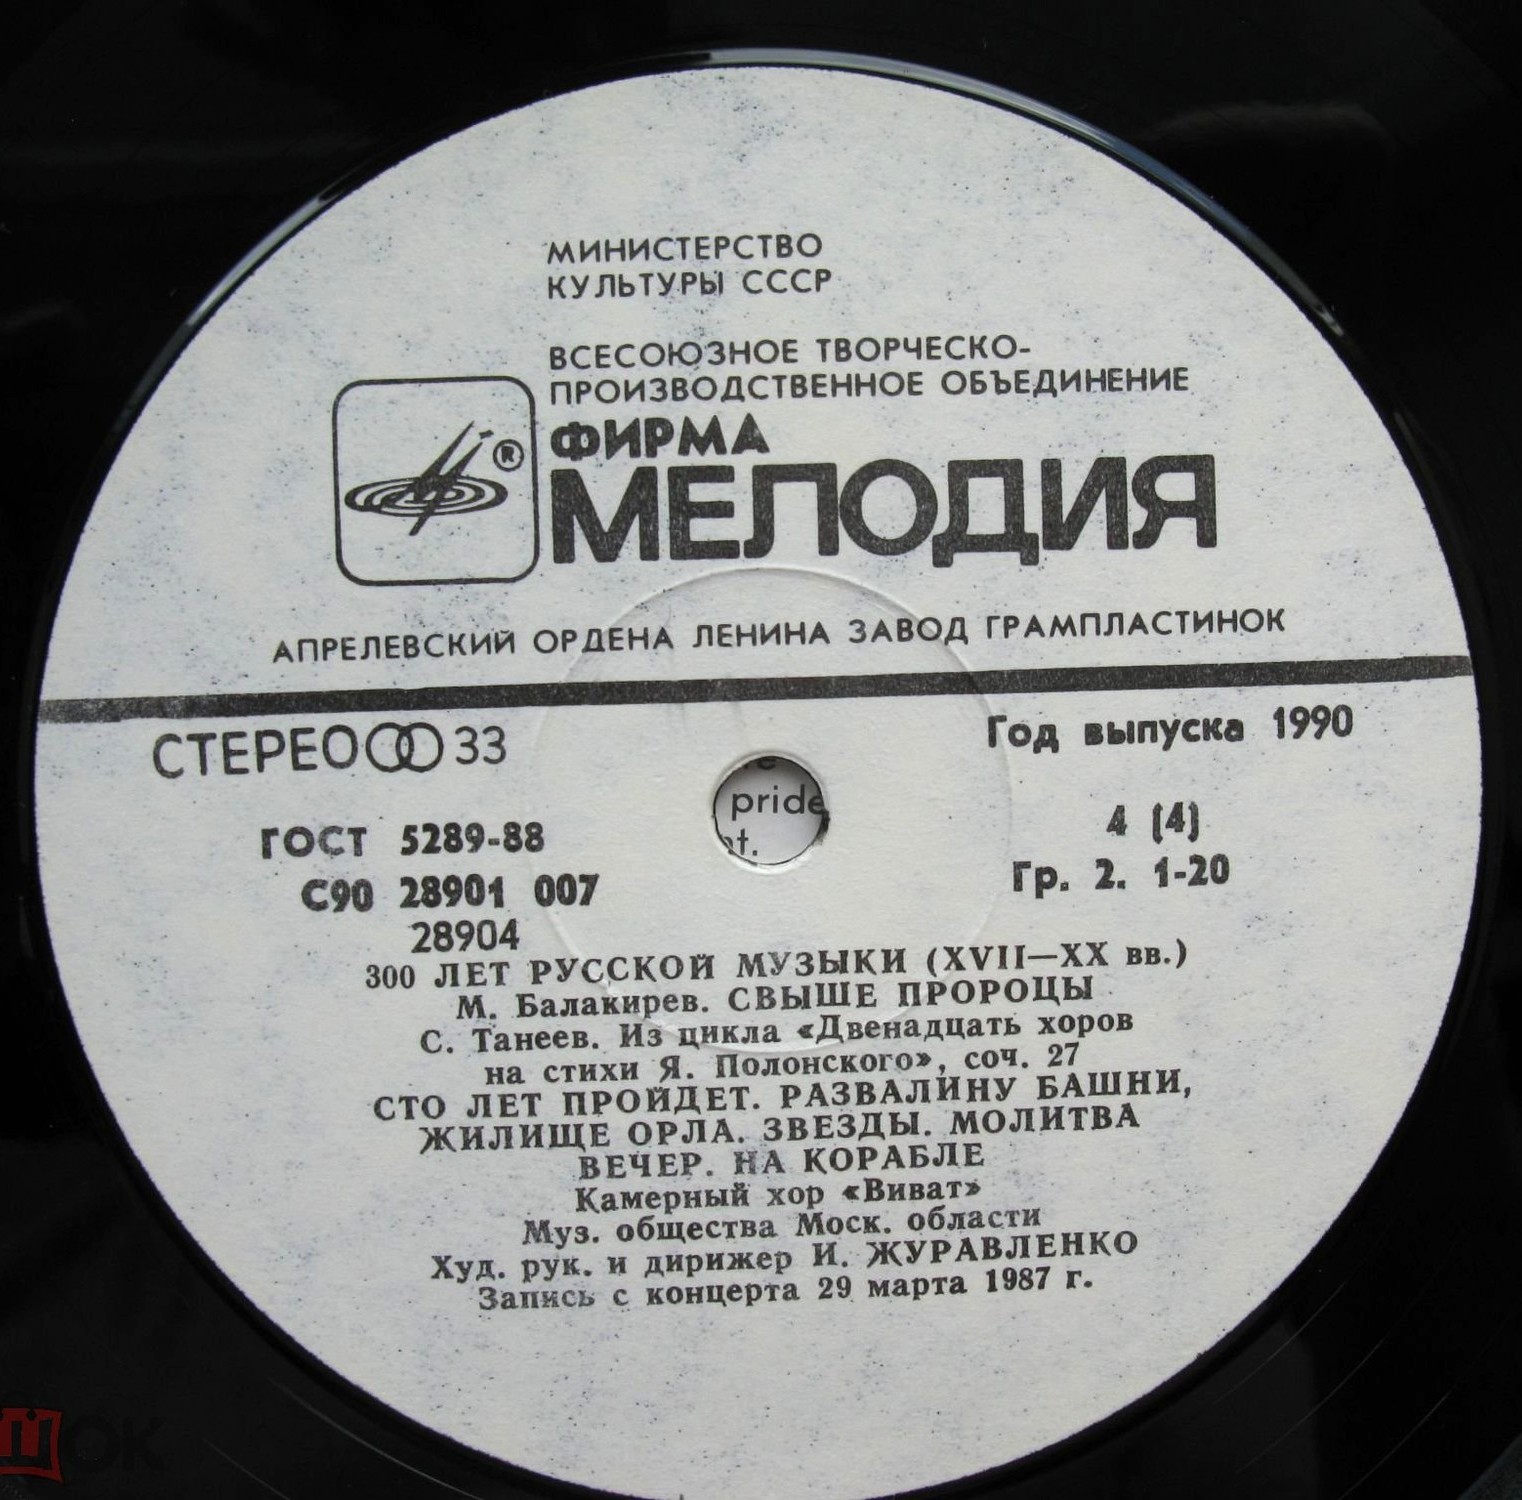 МИНИСТЕРСТВО
КУЛЬТУРЫ СССР
ВСЕСОЮЗНОЕ ТВОРЧЕСКО-
ПРОИЗВОДСТВЕННОЕ ОБЪЕДИНЕНИЕ
ФИРМА
®
МЕЛОДИЯ
АПРЕЛЕВСКИЙ ОРДЕНА ЛЕНИНА ЗАВОД ГРАМПЛАСТИНОК
СТЕРЕО 33
Год выпуска 1990
pride
ГОСТ 5289-88
4 (4)
С90 28901 007
Гр. 2. 1-20
28904
300 ЛЕТ РУССКОЙ МУЗЫКИ (XVII—XX вв.)
М. Балакирев. СВЫШЕ ПРОРОЦЫ
С. Танеев. Из цикла «Двенадцать хоров
на стихи Я. Полонского», соч. 27
СТО ЛЕТ ПРОЙДЕТ. РАЗВАЛИНУ БАШНИ,
ЖИЛИЩЕ ОРЛА. ЗВЕЗДЫ. МОЛИТВА
ВЕЧЕР. НА КОРАБЛЕ
Камерный хор «Виват»
Муз. общества Моск. области
Худ. рук. и дирижер И. ЖУРАВЛЕНКО
Запись с концерта 29 марта 1987 г.